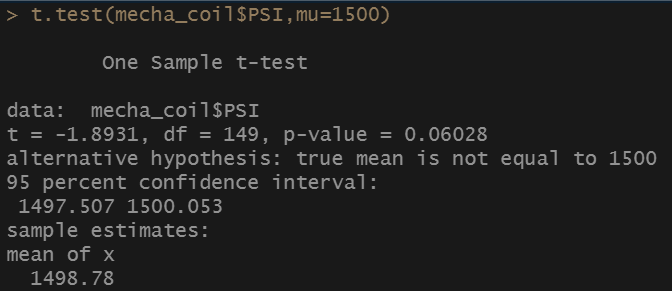 > t.test(mecha_coil$PSI,mu=1500)
One Sample t-test
data:  mecha_coil$PSI
t = -1.8931, df = 149, p-value = 0.06028
alternative hypothesis: true mean is not equal to 1500
95 percent confidence interval:
1497.507 1500.053
sample estimates:
mean of x
1498.78